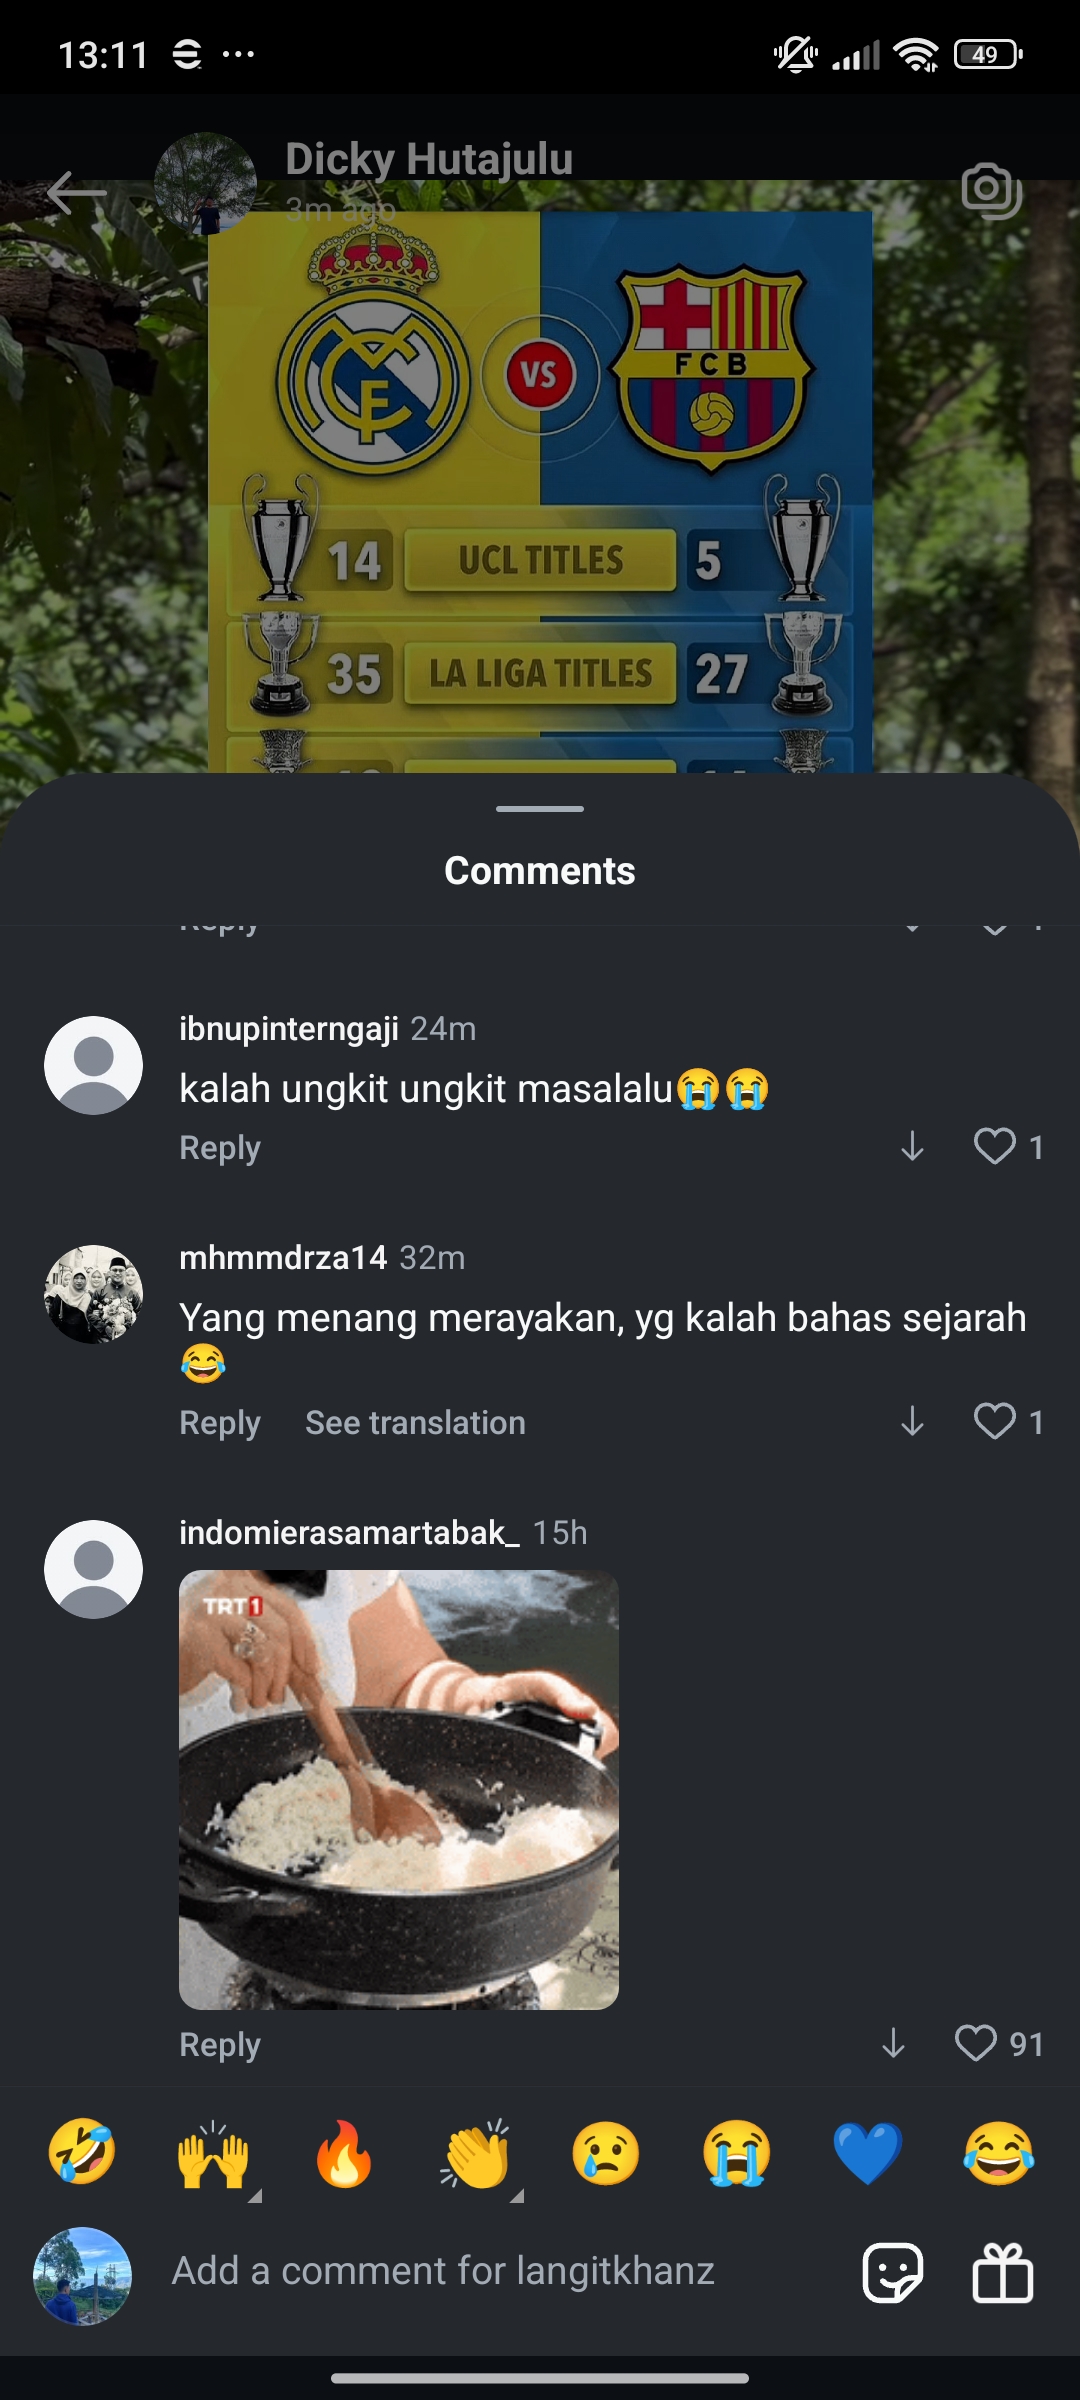 13:11
49
Dicky Hutajulu
3m ago
VS
FCB
14 UCL TITLES 5
35 LA LIGA TITLES 27
Comments
Reply
ibnupinterngaji 24m
kalah ungkit ungkit masalalu😭😭
Reply 1
mhmmdrza14 32m
Yang menang merayakan, yg kalah bahas sejarah
😂
Reply See translation 1
indomierasamartabak_ 15h
TRT1
Reply 91
Add a comment for langitkhanz